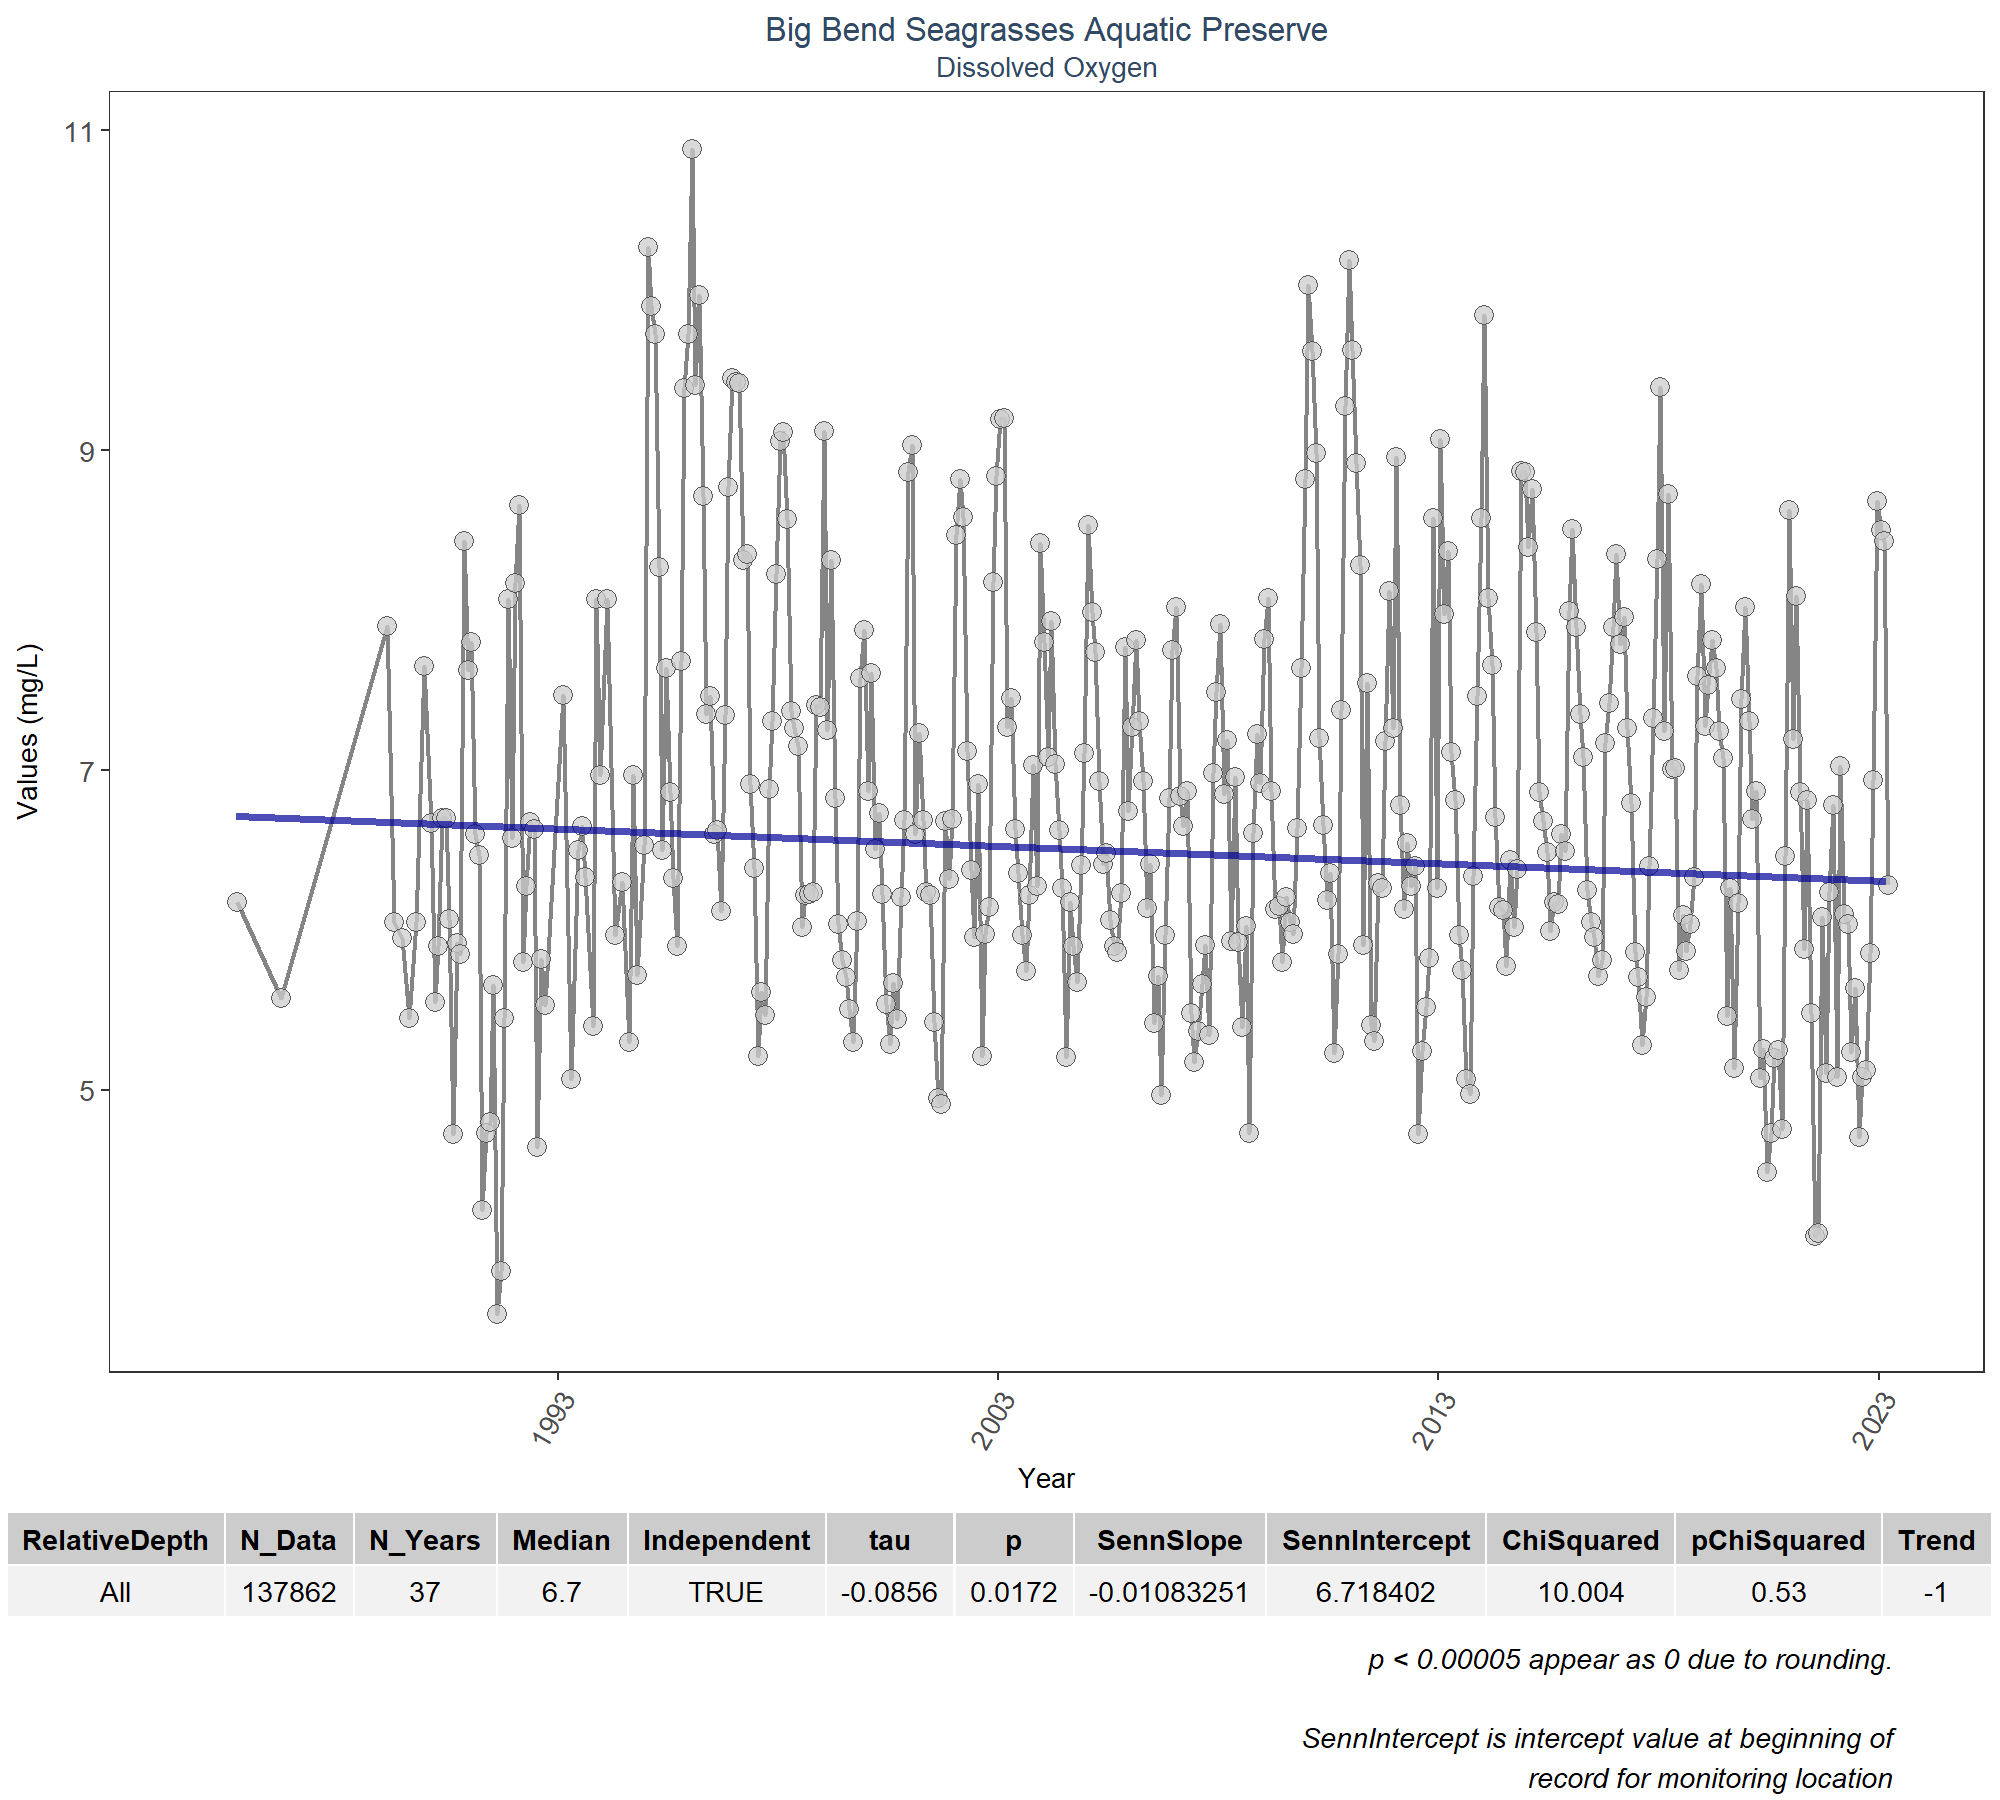 Big Bend Seagrasses Aquatic Preserve
Dissolved Oxygen
Values (mg/L)
11
9
7
5
1993
2003
2013
2023
Year
RelativeDepth N_Data N_Years Median Independent tau p SennSlope SennIntercept ChiSquared pChiSquared Trend
All 137862 37 6.7 TRUE -0.0856 0.0172 -0.01083251 6.718402 10.004 0.53 -1
p < 0.00005 appear as 0 due to rounding.
SennIntercept is intercept value at beginning of
record for monitoring location